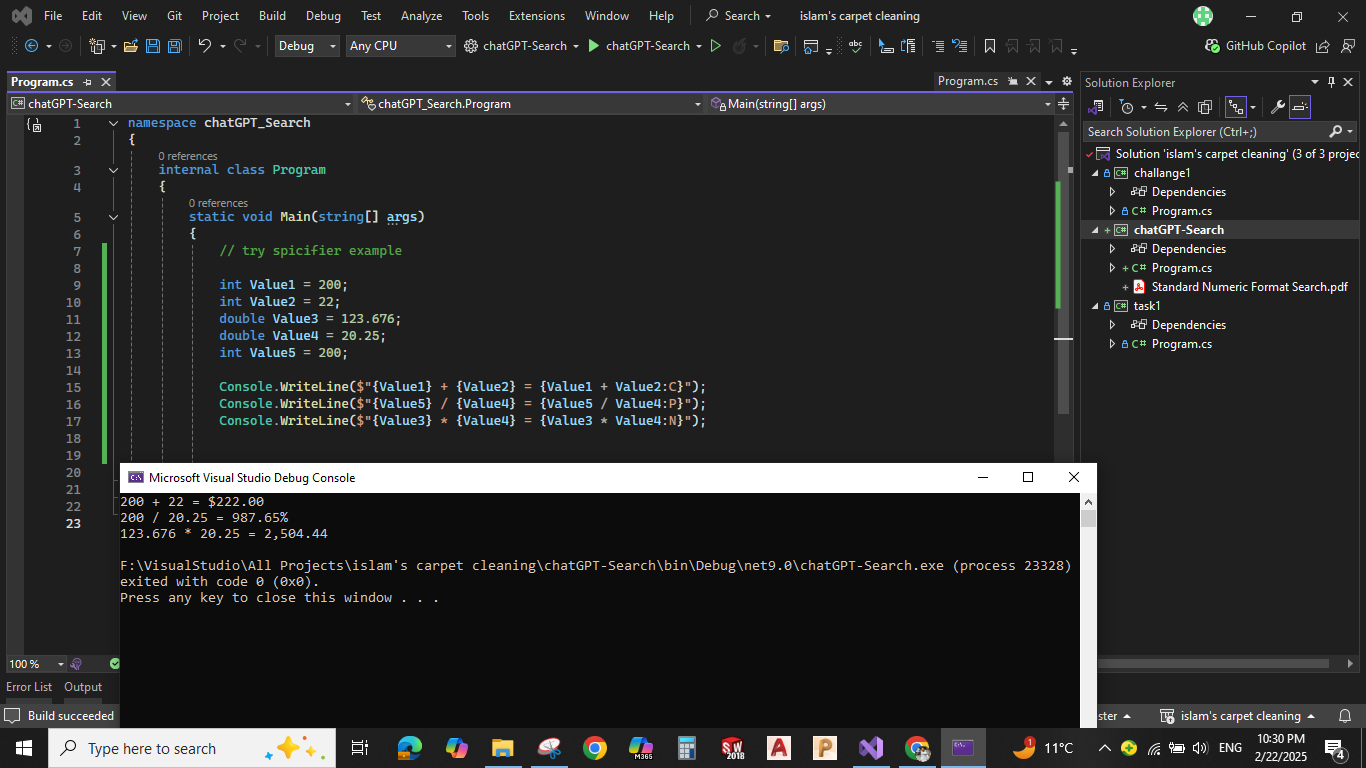 File Edit View Git Project Build Debug Test Analyze Tools Extensions Window Help Search islam's carpet cleaning
Debug Any CPU chatGPT-Search chatGPT-Search GitHub Copilot
Program.cs Program.cs
chatGPT-Search chatGPT_Search.Program Main(string[] args)
1 namespace chatGPT_Search
2 {
0 references
3 internal class Program
4 {
0 references
5 static void Main(string[] args)
6 {
7 // try spicifier example
8
9 int Value1 = 200;
10 int Value2 = 22;
11 double Value3 = 123.676;
12 double Value4 = 20.25;
13 int Value5 = 200;
14
15 Console.WriteLine($"{Value1} + {Value2} = {Value1 + Value2:C}");
16 Console.WriteLine($"{Value5} / {Value4} = {Value5 / Value4:P}");
17 Console.WriteLine($"{Value3} * {Value4} = {Value3 * Value4:N}");
18
19
20
21
22
23
Solution Explorer
Search Solution Explorer (Ctrl+;)
Solution 'islam's carpet cleaning' (3 of 3 projec
challange1
Dependencies
C# Program.cs
chatGPT-Search
Dependencies
C# Program.cs
Standard Numeric Format Search.pdf
task1
Dependencies
C# Program.cs
Microsoft Visual Studio Debug Console
200 + 22 = $222.00
200 / 20.25 = 987.65%
123.676 * 20.25 = 2,504.44
F:\VisualStudio\All Projects\islam's carpet cleaning\chatGPT-Search\bin\Debug\net9.0\chatGPT-Search.exe (process 23328)
exited with code 0 (0x0).
Press any key to close this window . . .
100 %
Error List Output
Build succeeded ster islam's carpet cleaning
Type here to search M365 SW 2018 A P 1 11°C ENG 10:30 PM
2/22/2025 4